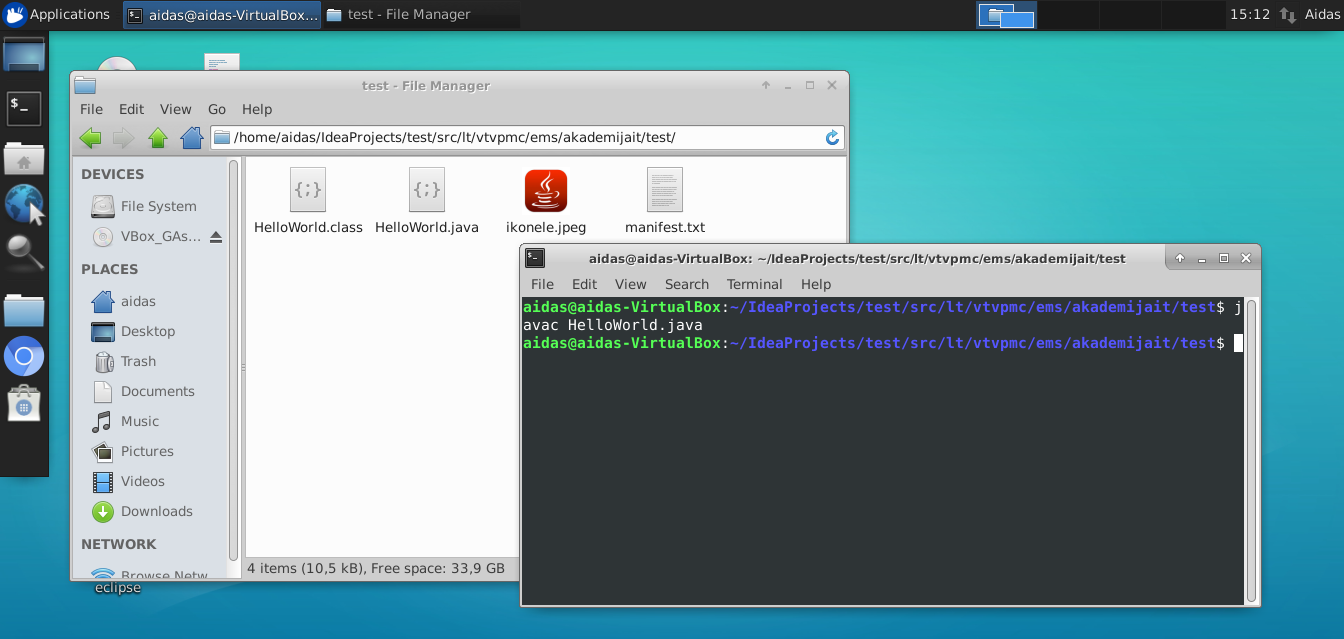 Applications
aidas@aidas-VirtualBox...
test - File Manager
15:12
Aidas
test - File Manager
File Edit View Go Help
/home/aidas/IdeaProjects/test/src/lt/vtvpmc/ems/akademijait/test/
DEVICES
File System
VBox_GAs...
PLACES
aidas
Desktop
Trash
Documents
Music
Pictures
Videos
Downloads
NETWORK
Browse Netw
HelloWorld.class
HelloWorld.java
ikonele.jpeg
manifest.txt
4 items (10,5 kB), Free space: 33,9 GB
eclipse
aidas@aidas-VirtualBox: ~/IdeaProjects/test/src/lt/vtvpmc/ems/akademijait/test
File Edit View Search Terminal Help
aidas@aidas-VirtualBox:~/IdeaProjects/test/src/lt/vtvpmc/ems/akademijait/test$ j
avac HelloWorld.java
aidas@aidas-VirtualBox:~/IdeaProjects/test/src/lt/vtvpmc/ems/akademijait/test$